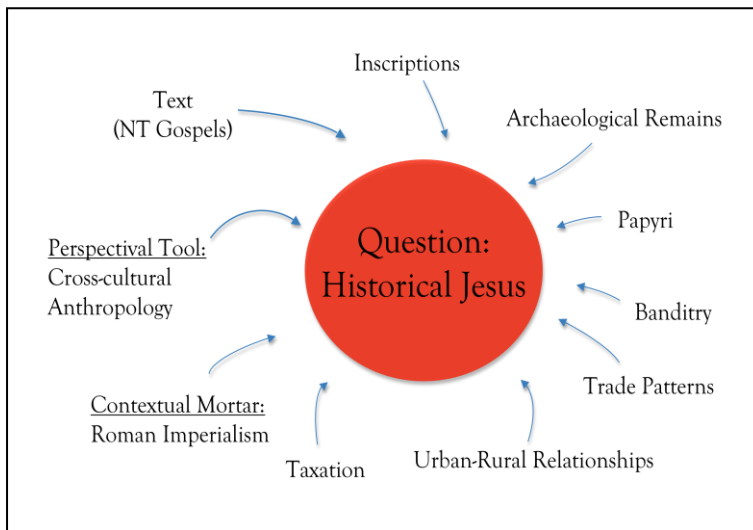 Inscriptions
Text
(NT Gospels)
Archaeological Remains
Papyri
Question:
Historical Jesus
Perspectival Tool:
Cross-cultural
Anthropology
Banditry
Trade Patterns
Contextual Mortar:
Roman Imperialism
Taxation
Urban-Rural Relationships